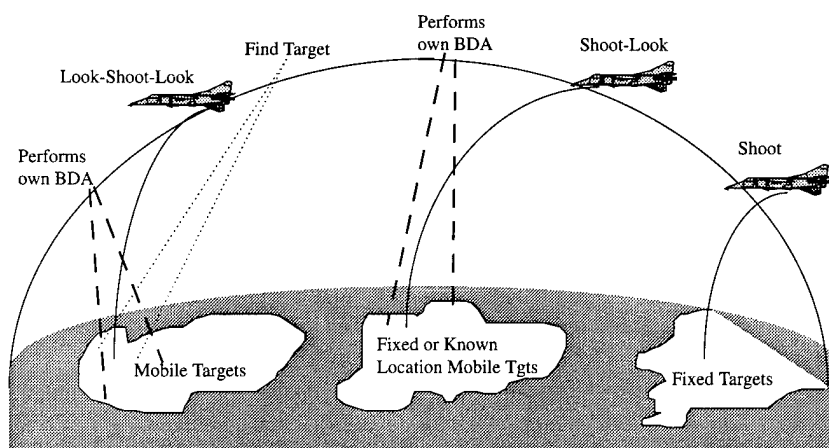 Performs
own BDA
Find Target
Shoot-Look
Look-Shoot-Look
Shoot
Performs
own BDA
Mobile Targets
Fixed or Known
Location Mobile Tgts
Fixed Targets